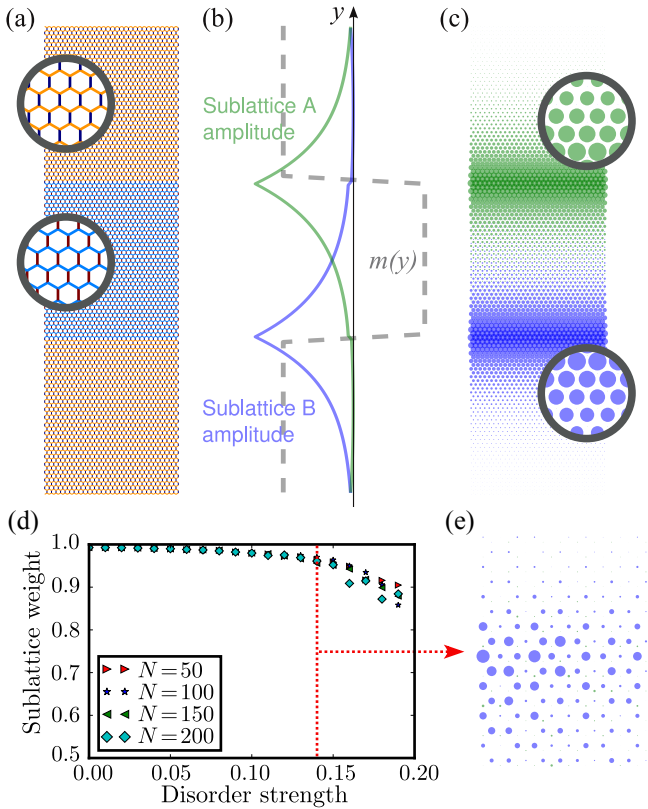 (a)
(b)
y
(c)
Sublattice A
amplitude
m(y)
Sublattice B
amplitude
(d)
(e)
Sublattice weight
1.0
0.9
0.8
0.7
0.6
0.5
N = 50
N = 100
N = 150
N = 200
0.00
0.05
0.10
0.15
0.20
Disorder strength